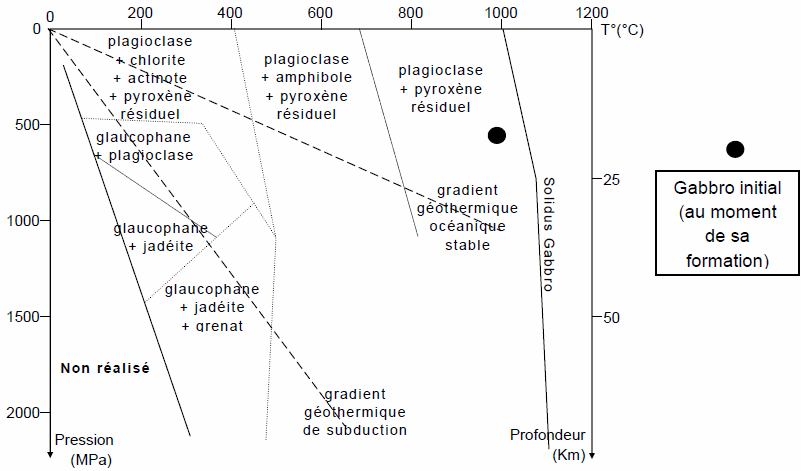 0 200 400 600 800 1000 1200
T°(°C)
0
500
1000
1500
2000
25
50
plagioclase
+ chlorite
+ actinote
+ pyroxène
résiduel
plagioclase
+ amphibole
+ pyroxène
résiduel
plagioclase
+ pyroxène
résiduel
glaucophane
+ plagioclase
glaucophane
+ jadéite
glaucophane
+ jadéite
+ grenat
gradient
géothermique
océanique
stable
Solidus Gabbro
Non réalisé
gradient
géothermique
de subduction
Pression
(MPa)
Profondeur
(Km)
Gabbro initial
(au moment
de sa
formation)